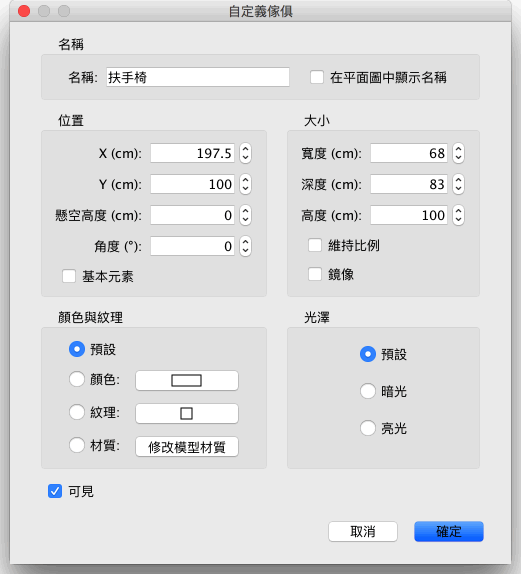 自定義傢俱
名稱
名稱: 扶手椅 在平面圖中顯示名稱
位置
X (cm): 197.5
Y (cm): 100
懸空高度 (cm): 0
角度 (°): 0
基本元素
大小
寬度 (cm): 68
深度 (cm): 83
高度 (cm): 100
維持比例
鏡像
顏色與紋理
預設
顏色:
紋理:
材質: 修改模型材質
光澤
預設
暗光
亮光
可見
取消 確定